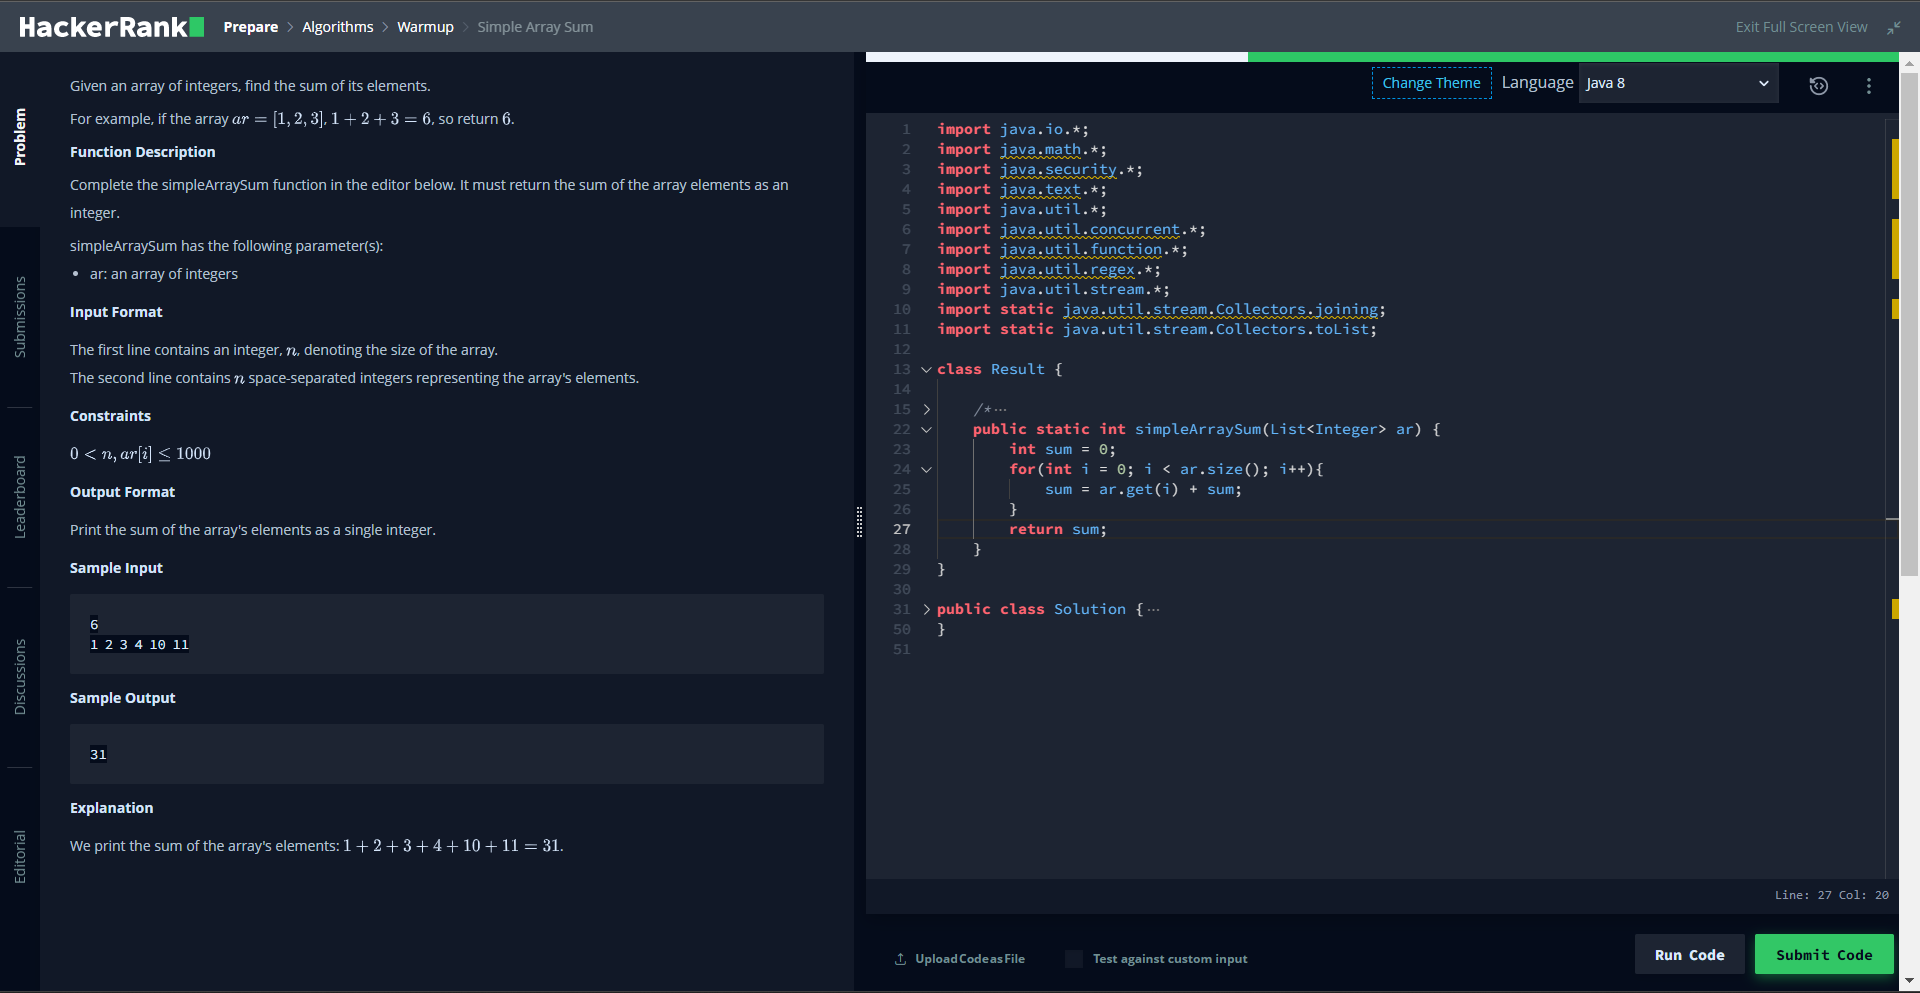 HackerRank Prepare > Algorithms > Warmup > Simple Array Sum
Exit Full Screen View
Problem
Submissions
Leaderboard
Discussions
Editorial
Given an array of integers, find the sum of its elements.
For example, if the array ar = [1, 2, 3], 1 + 2 + 3 = 6, so return 6.
Function Description
Complete the simpleArraySum function in the editor below. It must return the sum of the array elements as an
integer.
simpleArraySum has the following parameter(s):
• ar: an array of integers
Input Format
The first line contains an integer, n, denoting the size of the array.
The second line contains n space-separated integers representing the array's elements.
Constraints
0 < n, ar[i] ≤ 1000
Output Format
Print the sum of the array's elements as a single integer.
Sample Input
6
1 2 3 4 10 11
Sample Output
31
Explanation
We print the sum of the array's elements: 1 + 2 + 3 + 4 + 10 + 11 = 31.
Change Theme Language Java 8
1 import java.io.*;
2 import java.math.*;
3 import java.security.*;
4 import java.text.*;
5 import java.util.*;
6 import java.util.concurrent.*;
7 import java.util.function.*;
8 import java.util.regex.*;
9 import java.util.stream.*;
10 import static java.util.stream.Collectors.joining;
11 import static java.util.stream.Collectors.toList;
12
13 class Result {
14
15 /*···
22 public static int simpleArraySum(List<Integer> ar) {
23 int sum = 0;
24 for(int i = 0; i < ar.size(); i++){
25 sum = ar.get(i) + sum;
26 }
27 return sum;
28 }
29 }
30
31 public class Solution {···
50 }
51
Line: 27 Col: 20
Upload Code as File
Test against custom input
Run Code
Submit Code